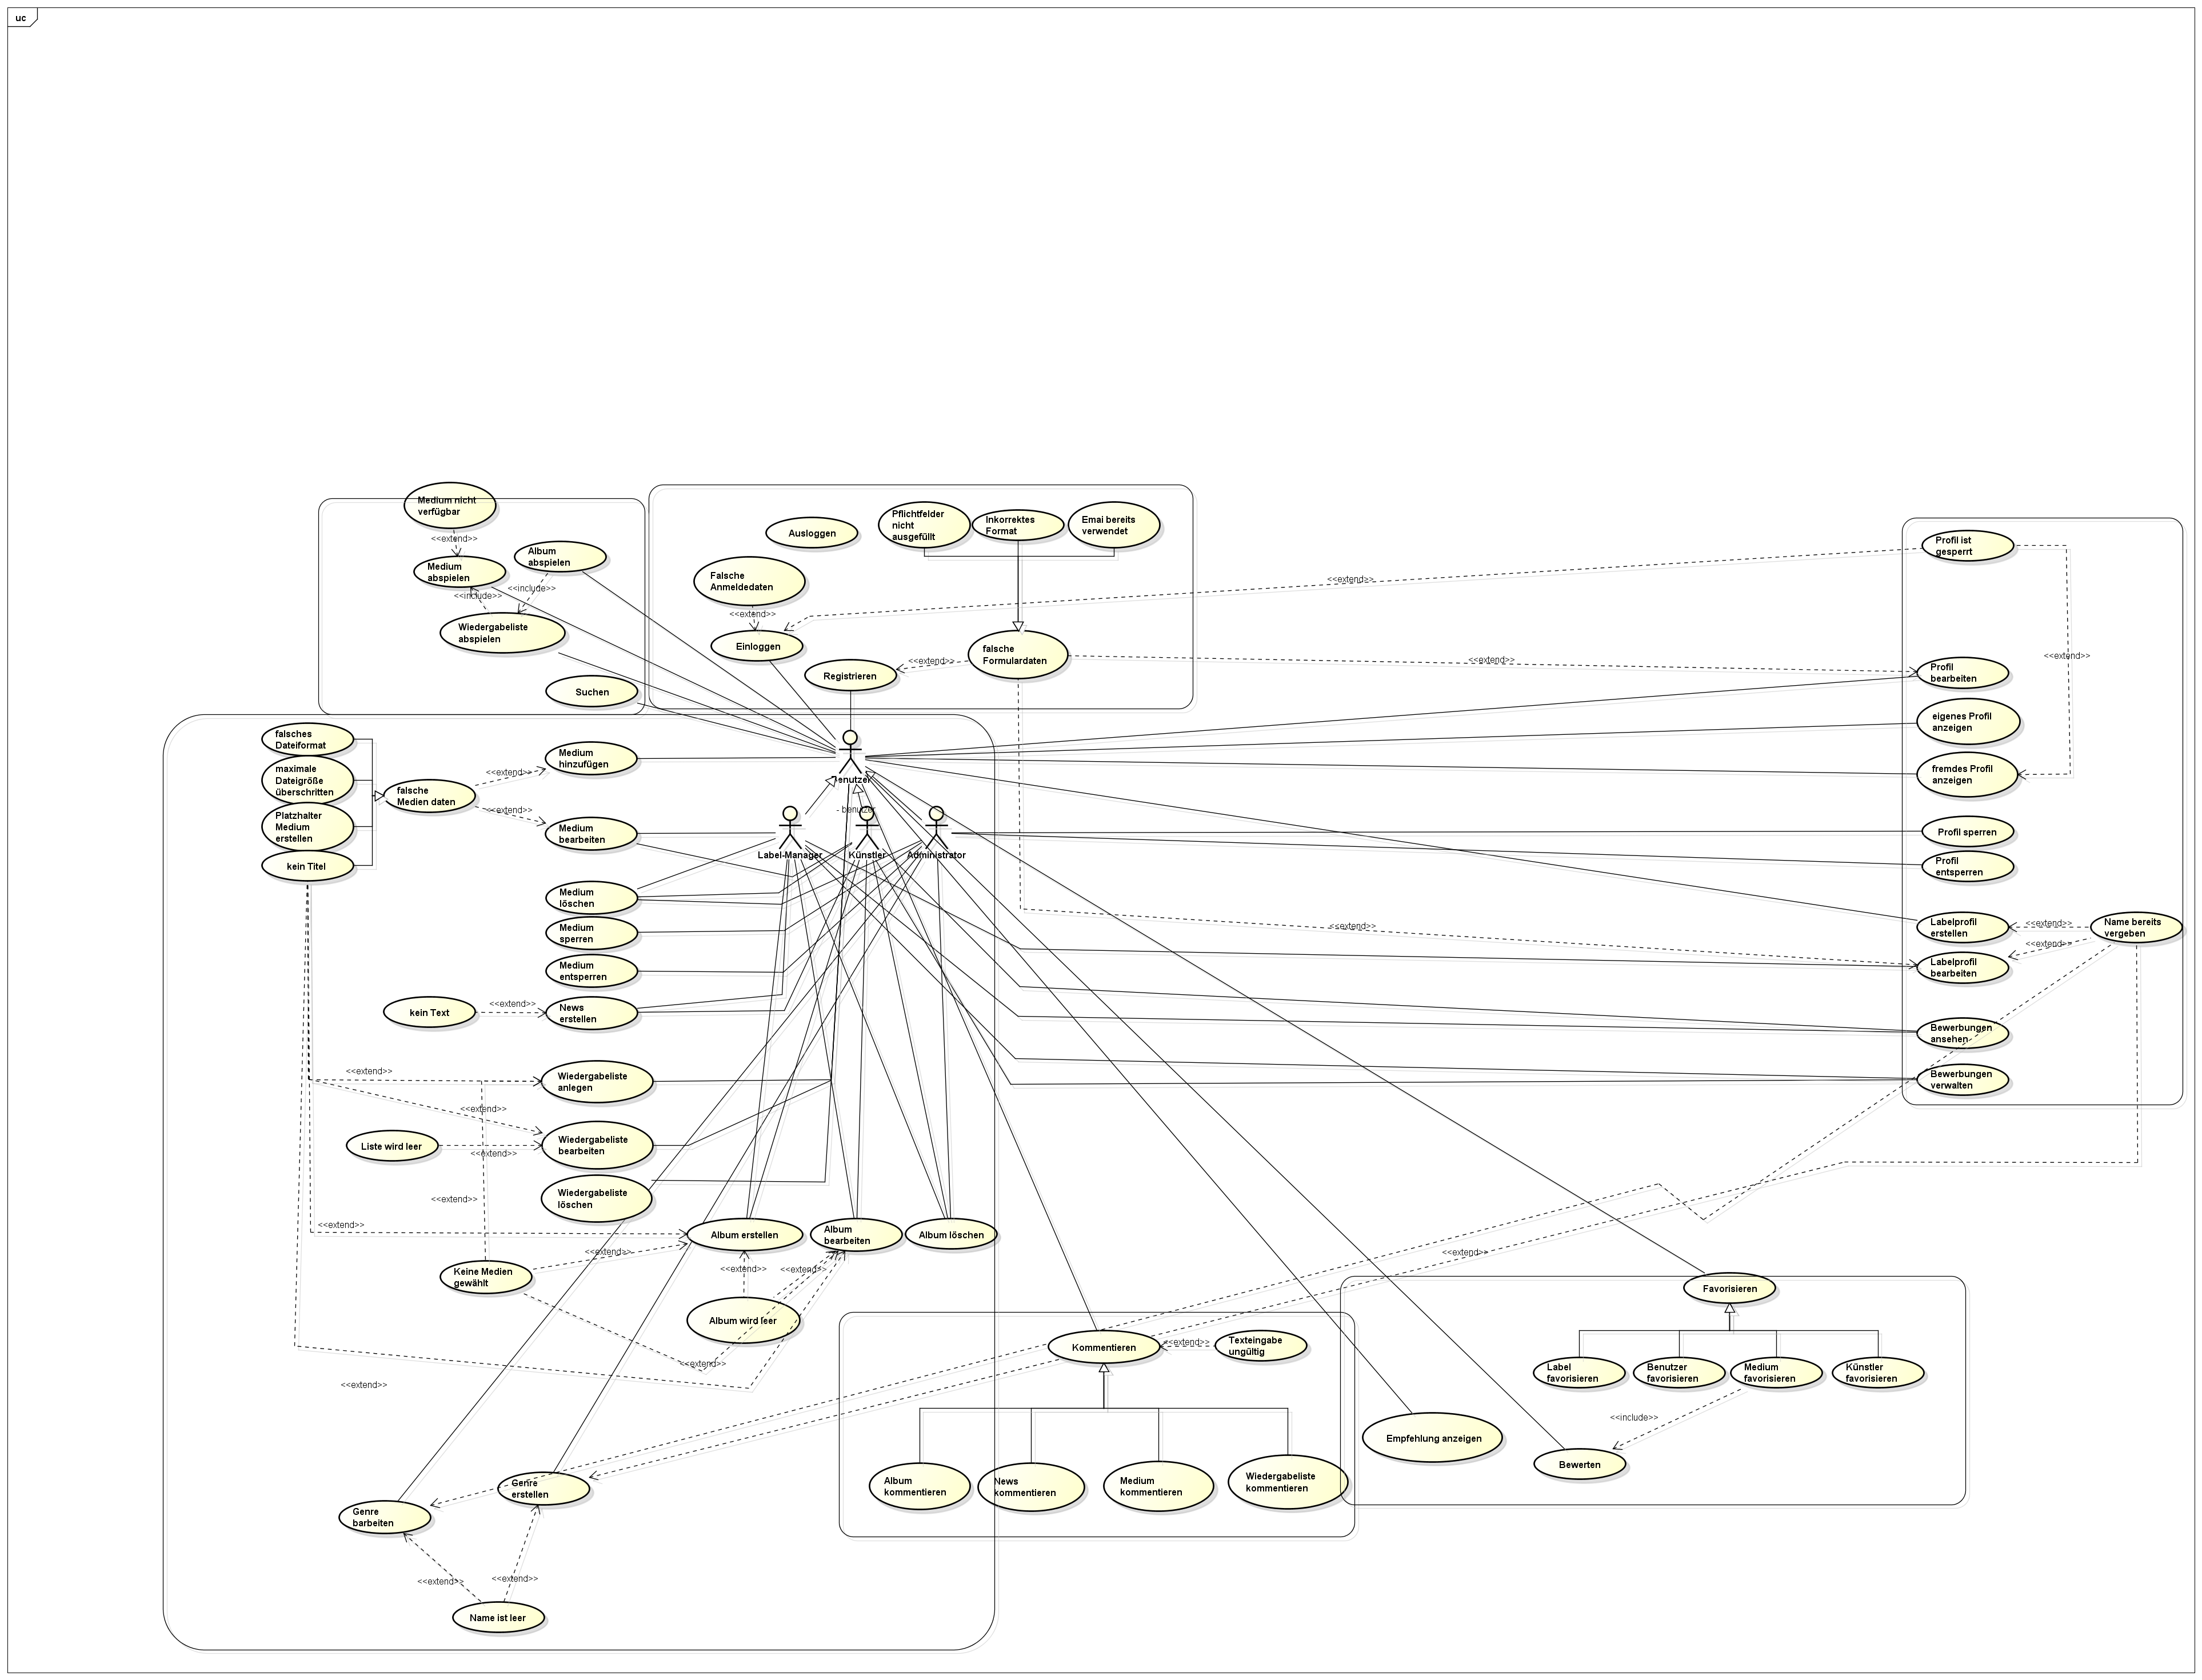 uc
Medium nicht
verfügbar
<<extend>>
Medium
abspielen
Album
abspielen
<<include>>
<<include>>
Wiedergabeliste
abspielen
Suchen
Ausloggen
Pflichtfelder
nicht
ausgefüllt
Inkorrektes
Format
Emai bereits
verwendet
Falsche
Anmeldedaten
<<extend>>
Einloggen
Registrieren
<<extend>>
falsche
Formulardaten
<<extend>>
<<extend>>
<<extend>>
Profil ist
gesperrt
<<extend>>
Profil
bearbeiten
eigenes Profil
anzeigen
fremdes Profil
anzeigen
Profil sperren
Profil
entsperren
Labelprofil
erstellen
<<extend>>
Name bereits
vergeben
<<extend>>
Labelprofil
bearbeiten
Bewerbungen
ansehen
Bewerbungen
verwalten
falsches
Dateiformat
maximale
Dateigröße
überschritten
Platzhalter
Medium
erstellen
kein Titel
falsche
Medien daten
<<extend>>
<<extend>>
Medium
hinzufügen
Medium
bearbeiten
Medium
löschen
Medium
sperren
Medium
entsperren
kein Text
<<extend>>
News
erstellen
Benutzer
- benutzer
Label-Manager
Künstler
Administrator
<<extend>>
Wiedergabeliste
anlegen
<<extend>>
Liste wird leer
<<extend>>
Wiedergabeliste
bearbeiten
<<extend>>
Wiedergabeliste
löschen
<<extend>>
Album erstellen
Album
bearbeiten
Album löschen
Keine Medien
gewählt
<<extend>>
<<extend>>
<<extend>>
Album wird leer
<<extend>>
<<extend>>
Genre
erstellen
Genre
barbeiten
<<extend>>
<<extend>>
Name ist leer
<<extend>>
Kommentieren
<<extend>>
Texteingabe
ungültig
Album
kommentieren
News
kommentieren
Medium
kommentieren
Wiedergabeliste
kommentieren
Empfehlung anzeigen
Favorisieren
Label
favorisieren
Benutzer
favorisieren
Medium
favorisieren
Künstler
favorisieren
<<include>>
Bewerten